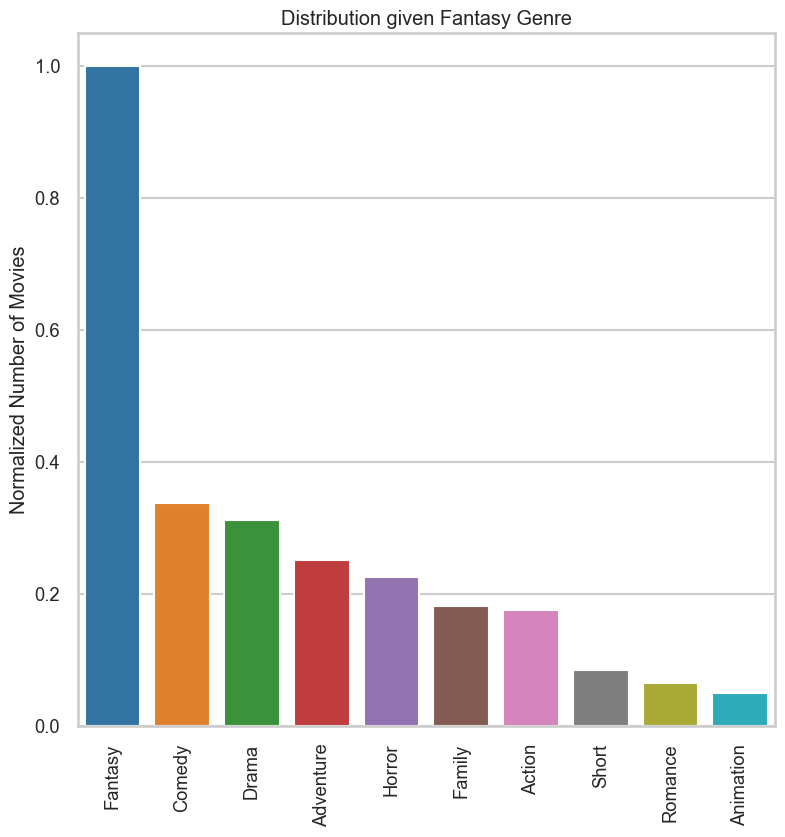 Distribution given Fantasy Genre
Normalized Number of Movies
1.0
0.8
0.6
0.4
0.2
0.0
Fantasy
Comedy
Drama
Adventure
Horror
Family
Action
Short
Romance
Animation